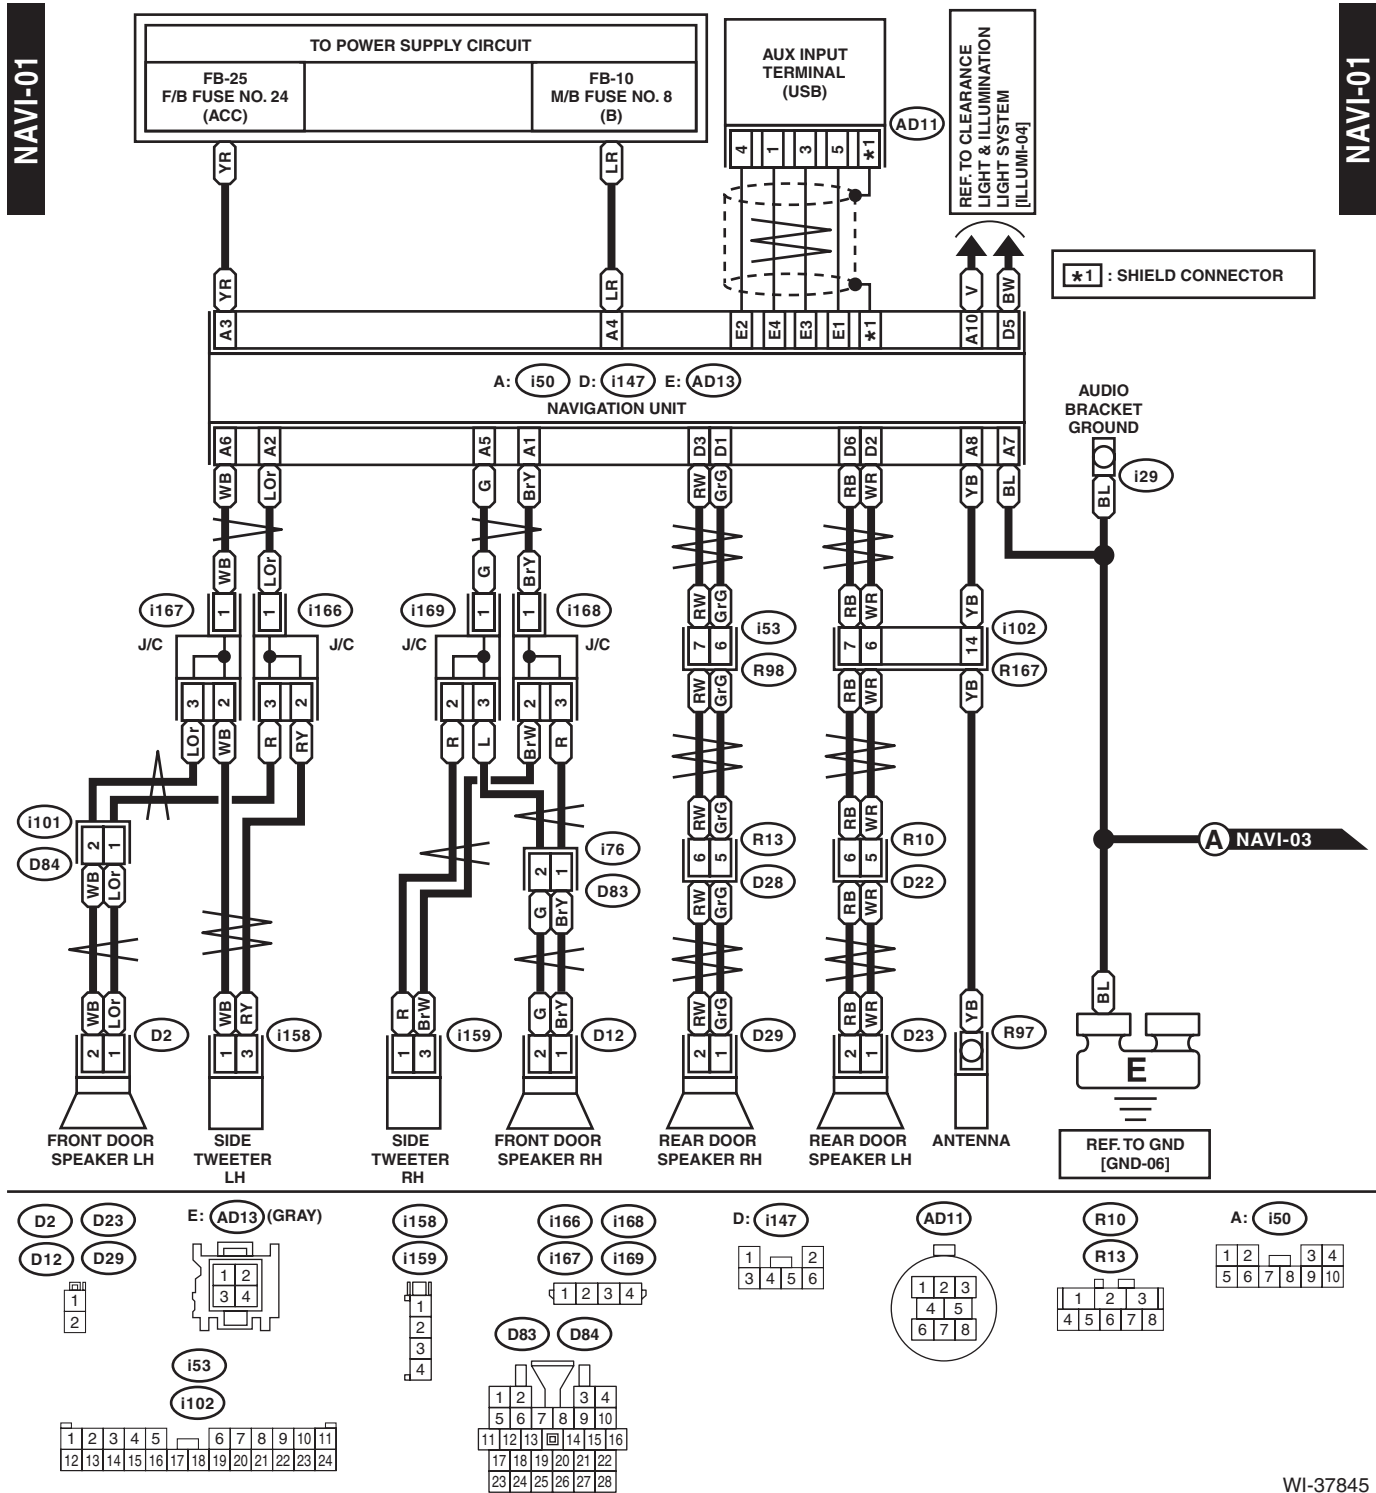 NAVI-01
NAVI-01
TO POWER SUPPLY CIRCUIT
FB-25
F/B FUSE NO. 24
(ACC)
FB-10
M/B FUSE NO. 8
(B)
AUX INPUT
TERMINAL
(USB)
AD11
REF. TO CLEARANCE
LIGHT & ILLUMINATION
LIGHT SYSTEM
[ILLUMI-04]
4 1 3 5 *1
YR LR
*1 : SHIELD CONNECTOR
YR LR V BW
A3 A4 E2 E4 E3 E1 *1 A10 D5
A: i50 D: i147 E: AD13
NAVIGATION UNIT
AUDIO
BRACKET
GROUND
i29
BL
A6 A2 A5 A1 D3 D1 D6 D2 A8 A7
WB LOr G BrY RW GrG RB WR YB BL
WB LOr G BrY RW GrG RB WR YB
i167 1 1 i166 i169 1 1 i168
J/C J/C J/C J/C
7 6 i53
R98
7 6 14 i102
R167
3 2 3 2 2 3 2 3
RW GrG RB WR YB
LOr WB R RY R L BrW R
RW GrG RB WR
i101
D84
2 1
WB LOr
i76
D83
2 1
G BrY
R13
D28
6 5
R10
D22
6 5
RW GrG RB WR
A NAVI-03
WB LOr WB RY R BrW G BrY RW GrG RB WR YB BL
2 1 D2
1 3 i158
1 3 i159
2 1 D12
2 1 D29
2 1 D23
R97
E
FRONT DOOR
SPEAKER LH
SIDE
TWEETER
LH
SIDE
TWEETER
RH
FRONT DOOR
SPEAKER RH
REAR DOOR
SPEAKER RH
REAR DOOR
SPEAKER LH
ANTENNA
REF. TO GND
[GND-06]
D2 D23
D12 D29
1
2
E: AD13 (GRAY)
1 2
3 4
i158
i159
1
2
3
4
i166 i168
i167 i169
1 2 3 4
D: i147
1 2
3 4 5 6
AD11
1 2 3
4 5
6 7 8
R10
R13
1 2 3
4 5 6 7 8
A: i50
1 2 3 4
5 6 7 8 9 10
i53
i102
1 2 3 4 5 6 7 8 9 10 11
12 13 14 15 16 17 18 19 20 21 22 23 24
D83 D84
1 2 3 4
5 6 7 8 9 10
11 12 13 14 15 16
17 18 19 20 21 22
23 24 25 26 27 28
WI-37845